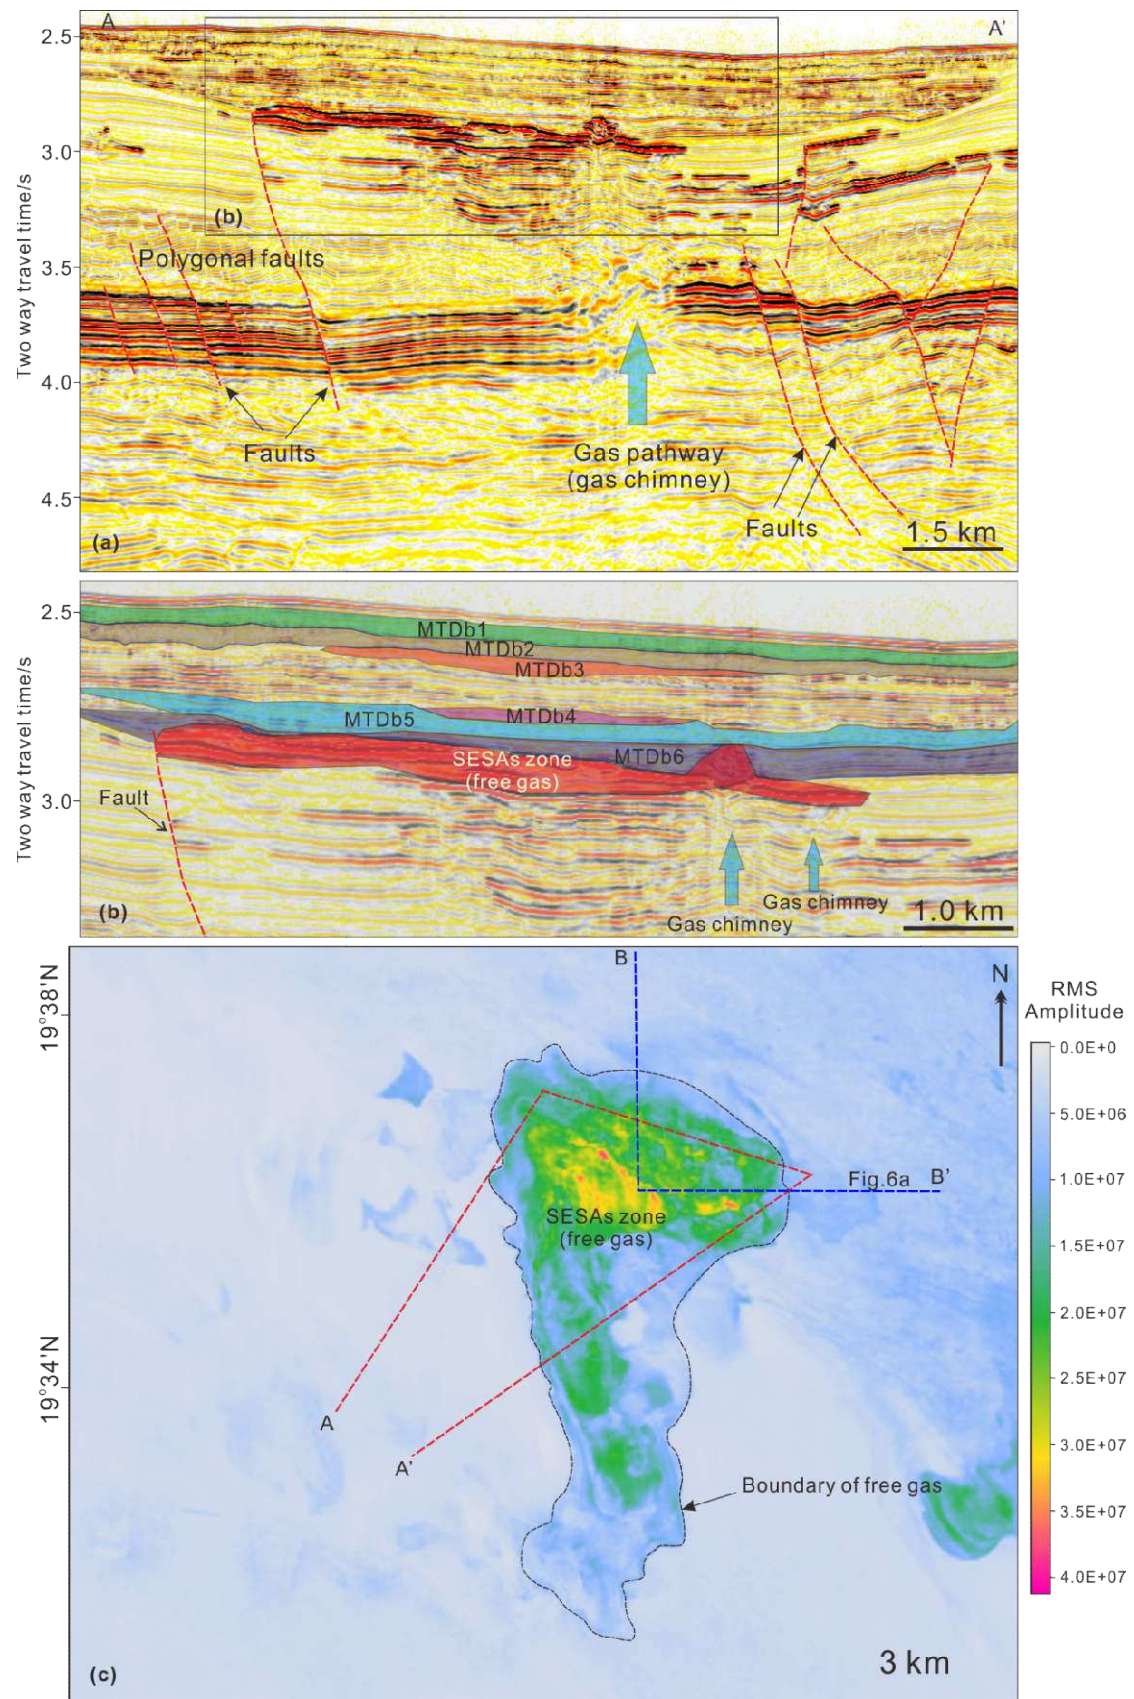 A
A'
2.5
3.0
3.5
4.0
4.5
Two way travel time/s
(b)
Polygonal faults
Faults
Gas pathway
(gas chimney)
Faults
1.5 km
(a)
2.5
3.0
Two way travel time/s
MTDb1
MTDb2
MTDb3
MTDb4
MTDb5
MTDb6
SESAs zone
(free gas)
Fault
Gas chimney
Gas chimney
1.0 km
(b)
19°38'N
19°34'N
B
N
RMS
Amplitude
0.0E+0
5.0E+06
1.0E+07
1.5E+07
2.0E+07
2.5E+07
3.0E+07
3.5E+07
4.0E+07
Fig.6a
B'
SESAs zone
(free gas)
A
A'
Boundary of free gas
3 km
(c)